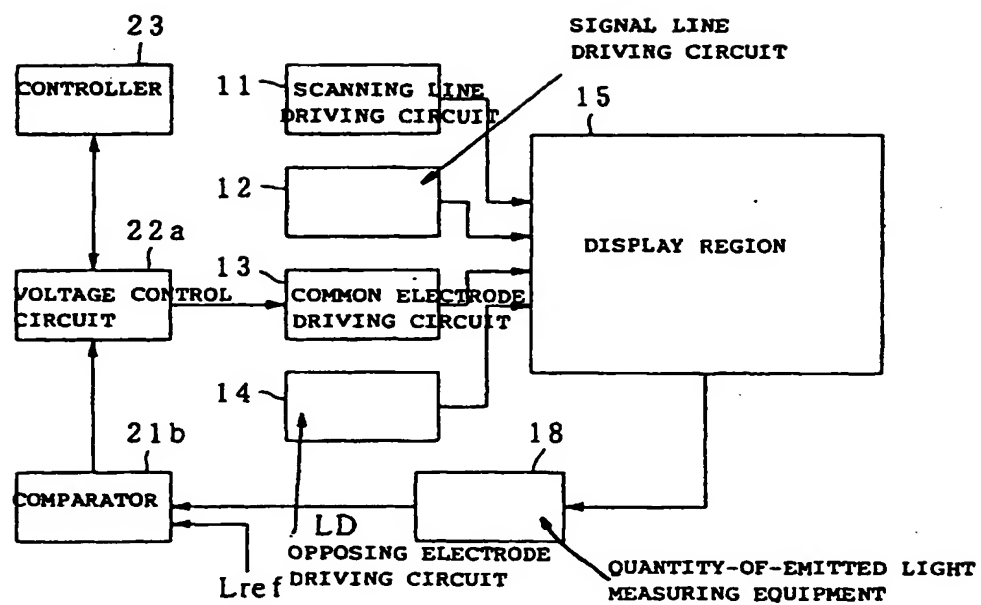 23
CONTROLLER
11
SCANNING LINE
DRIVING CIRCUIT
SIGNAL LINE
DRIVING CIRCUIT
15
12
DISPLAY REGION
22a
VOLTAGE CONTROL
CIRCUIT
13
COMMON ELECTRODE
DRIVING CIRCUIT
14
21b
COMPARATOR
18
LD
OPPOSING ELECTRODE
DRIVING CIRCUIT
Lref
QUANTITY-OF-EMITTED LIGHT
MEASURING EQUIPMENT